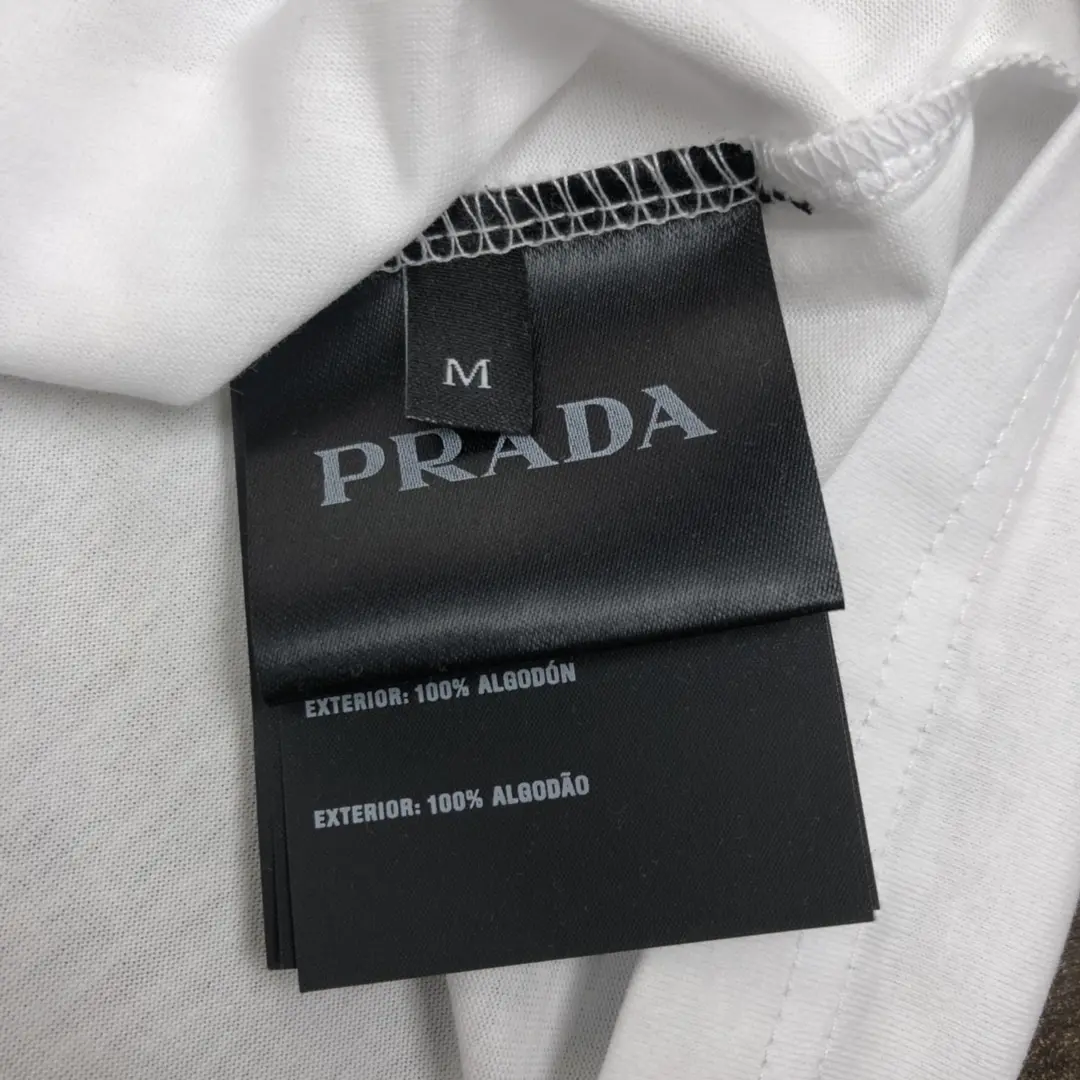 M
PRADA
EXTERIOR: 100% ALGODÓN
EXTERIOR: 100% ALGODÃO